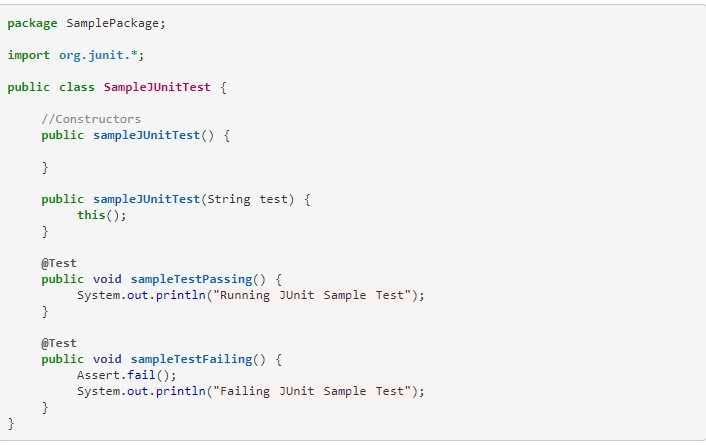 package SamplePackage;
import org.junit.*;
public class SampleJUnitTest {
//Constructors
public sampleJUnitTest() {
}
public sampleJUnitTest(String test) {
this();
}
@Test
public void sampleTestPassing() {
System.out.println("Running JUnit Sample Test");
}
@Test
public void sampleTestFailing() {
Assert.fail();
System.out.println("Failing JUnit Sample Test");
}
}